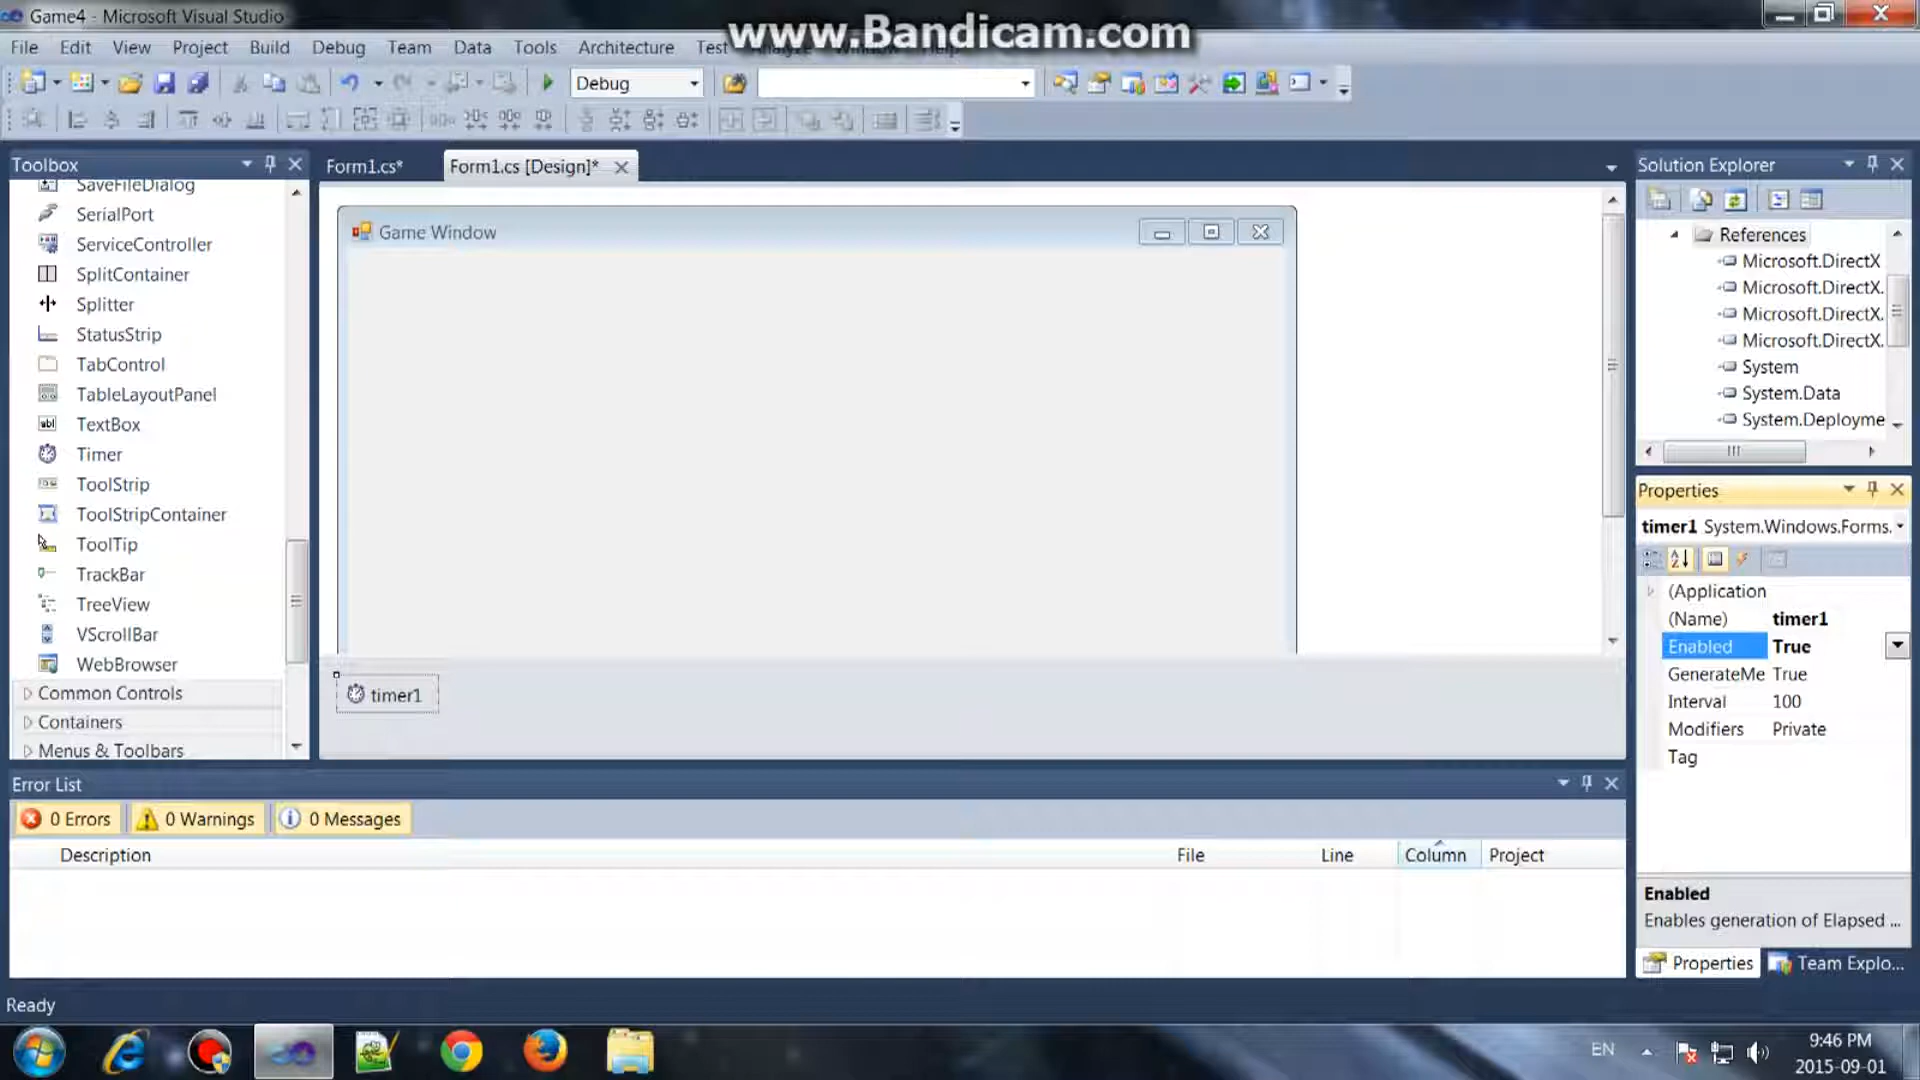 Game4 - Microsoft Visual Studio
www.Bandicam.com
File Edit View Project Build Debug Team Data Tools Architecture Test
Debug
Toolbox
SaveFileDialog
SerialPort
ServiceController
SplitContainer
Splitter
StatusStrip
TabControl
TableLayoutPanel
TextBox
Timer
ToolStrip
ToolStripContainer
ToolTip
TrackBar
TreeView
VScrollBar
WebBrowser
Common Controls
Containers
Menus & Toolbars
Form1.cs*
Form1.cs [Design]*
Game Window
timer1
Solution Explorer
References
Microsoft.DirectX
Microsoft.DirectX.
Microsoft.DirectX.
Microsoft.DirectX.
System
System.Data
System.Deployme
Properties
timer1 System.Windows.Forms.
(Application
(Name) timer1
Enabled True
GenerateMe True
Interval 100
Modifiers Private
Tag
Enabled
Enables generation of Elapsed ...
Properties
Team Explo...
Error List
0 Errors
0 Warnings
0 Messages
Description File Line Column Project
Ready
EN
9:46 PM
2015-09-01